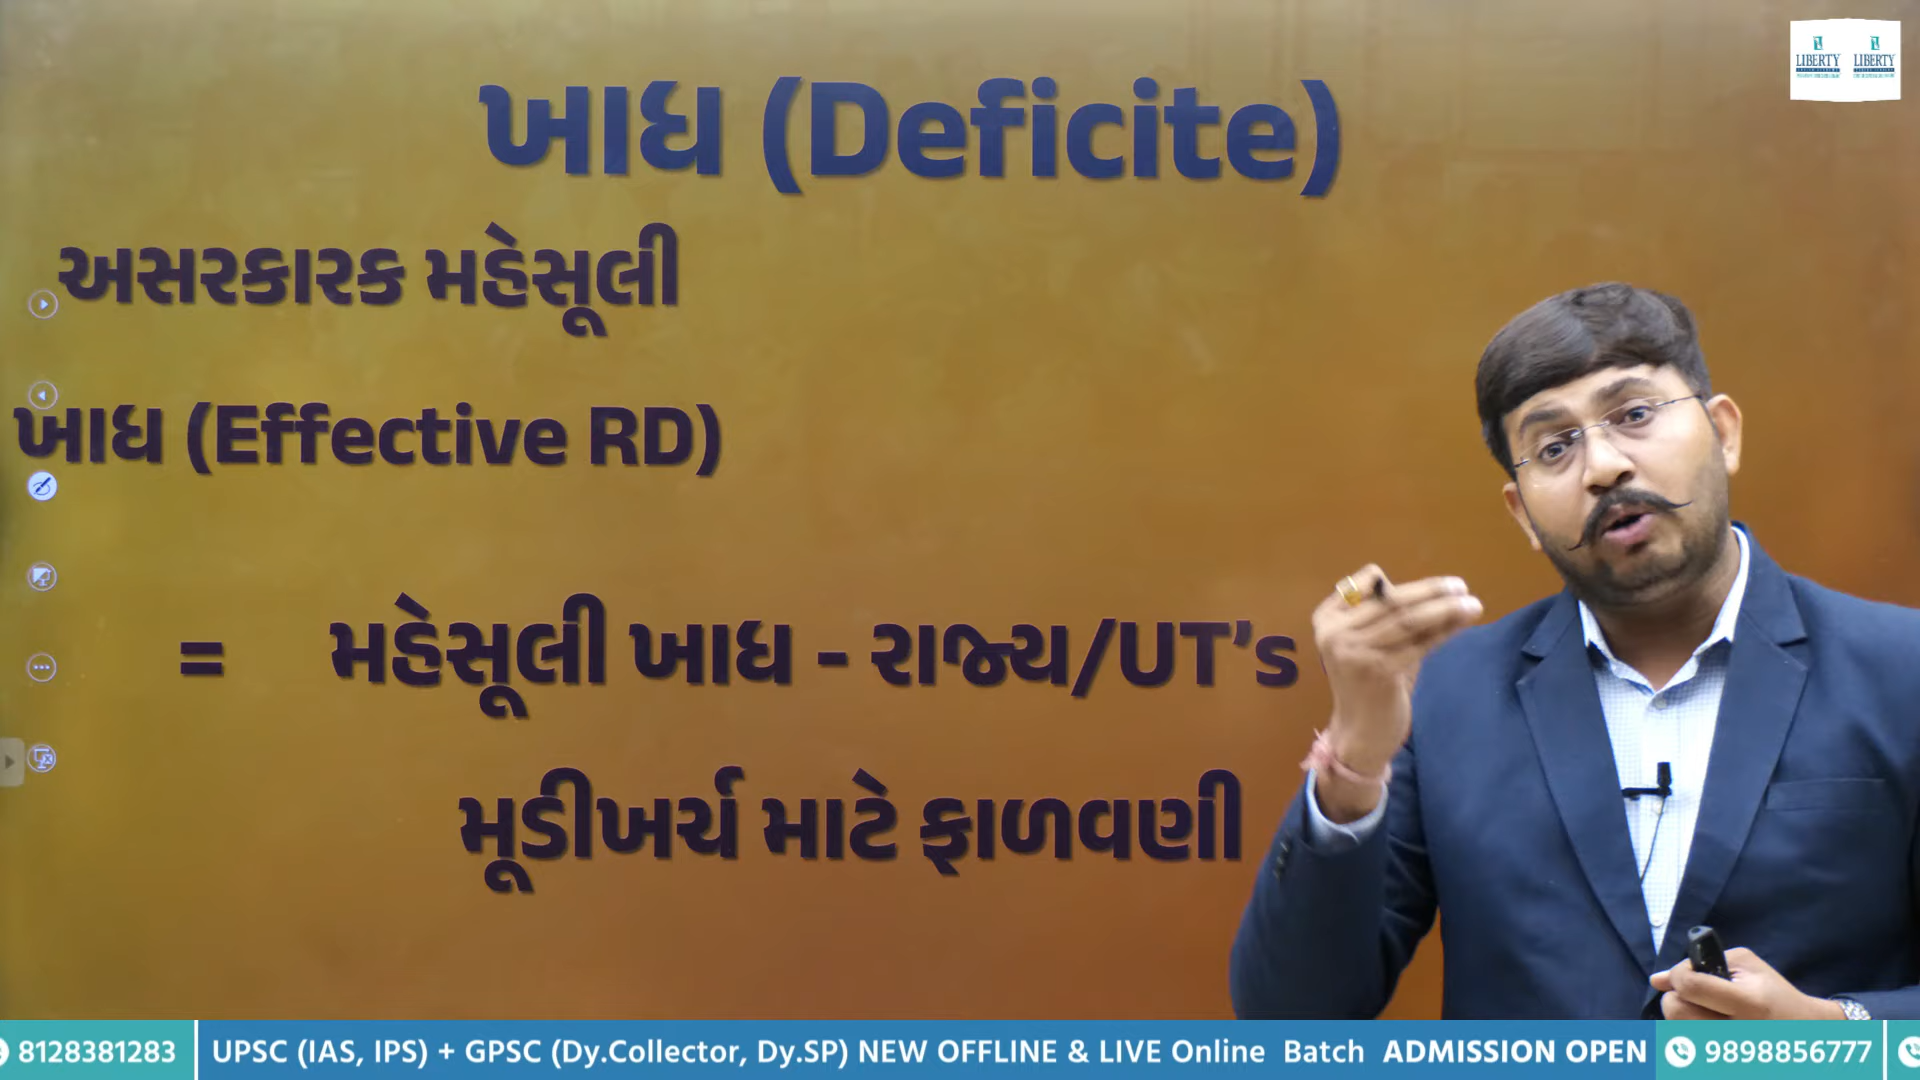 ખાધ (Deficite)
LIBERTY LIBERTY
અસરકારક મહેસૂલી
ખાધ (Effective RD)
= મહેસૂલી ખાધ - રાજ્ય/UT's
મૂડીખર્ચ માટે ફાળવણી
8128381283 UPSC (IAS, IPS) + GPSC (Dy.Collector, Dy.SP) NEW OFFLINE & LIVE Online Batch ADMISSION OPEN 9898856777